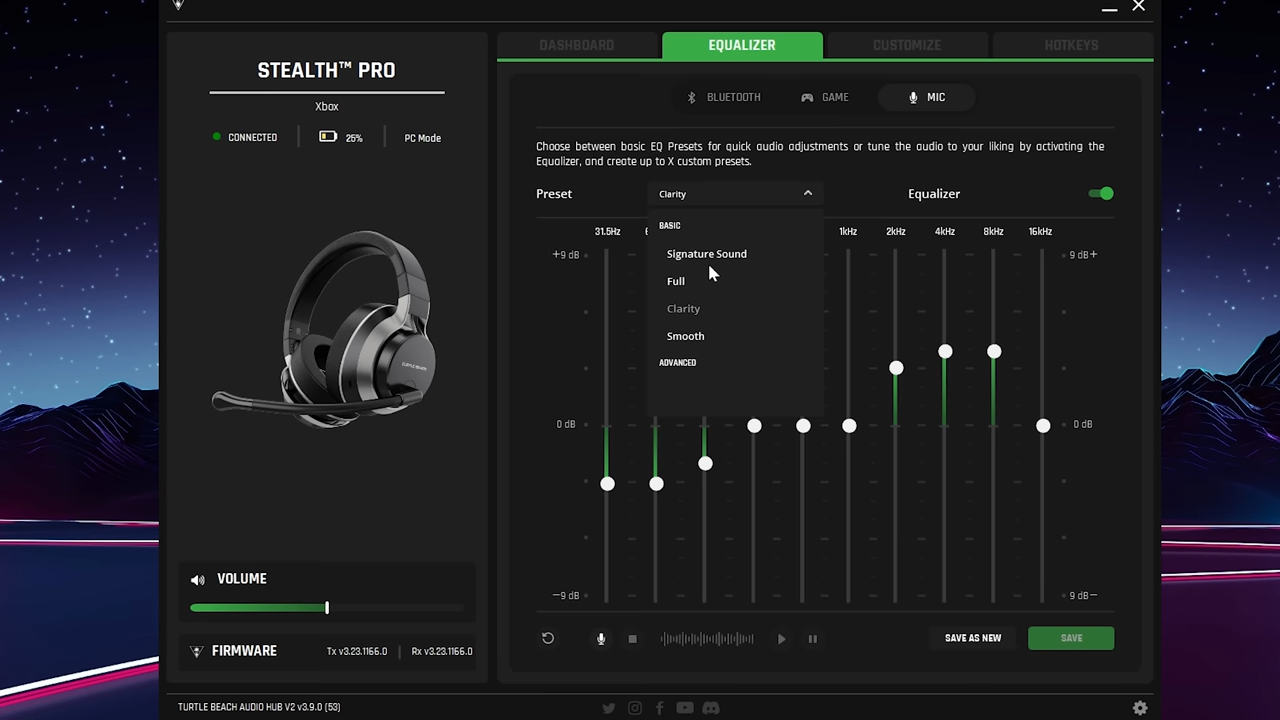 STEALTH™ PRO
Xbox
CONNECTED
25%
PC Mode
TURTLE BEACH
VOLUME
FIRMWARE
Tx v3.23.1166.0
Rx v3.23.1166.0
DASHBOARD
EQUALIZER
CUSTOMIZE
HOTKEYS
BLUETOOTH
GAME
MIC
Choose between basic EQ Presets for quick audio adjustments or tune the audio to your liking by activating the
Equalizer, and create up to X custom presets.
Preset
Clarity
Equalizer
BASIC
Signature Sound
Full
Clarity
Smooth
ADVANCED
31.5Hz
1kHz
2kHz
4kHz
8kHz
16kHz
+9 dB
9 dB+
0 dB
0 dB
−9 dB
9 dB−
SAVE AS NEW
SAVE
TURTLE BEACH AUDIO HUB V2 v3.9.0 (53)